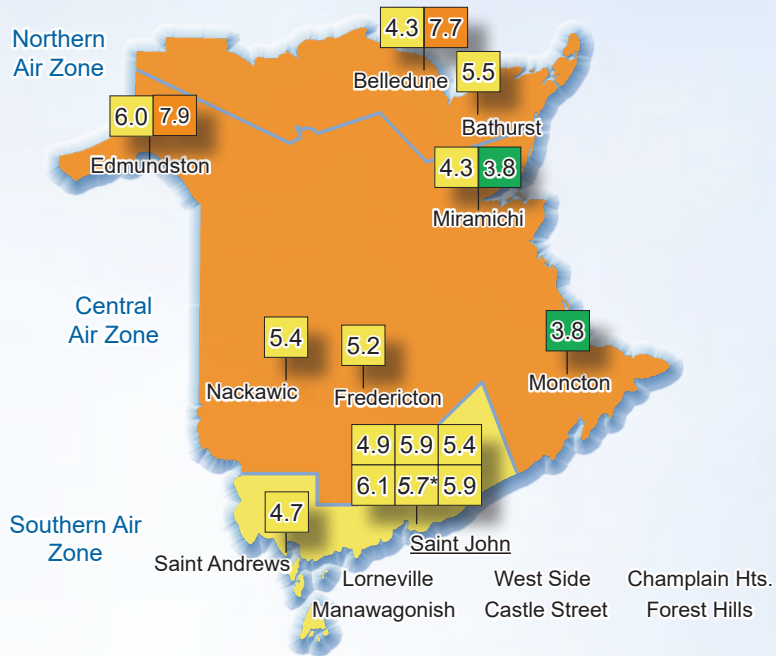 Northern
Air Zone
4.3 7.7
Belledune
5.5
Bathurst
6.0 7.9
Edmundston
4.3 3.8
Miramichi
Central
Air Zone
5.4
Nackawic
5.2
Fredericton
3.8
Moncton
4.9 5.9 5.4
6.1 5.7* 5.9
Saint John
Southern Air
Zone
4.7
Saint Andrews
Lorneville West Side Champlain Hts.
Manawagonish Castle Street Forest Hills